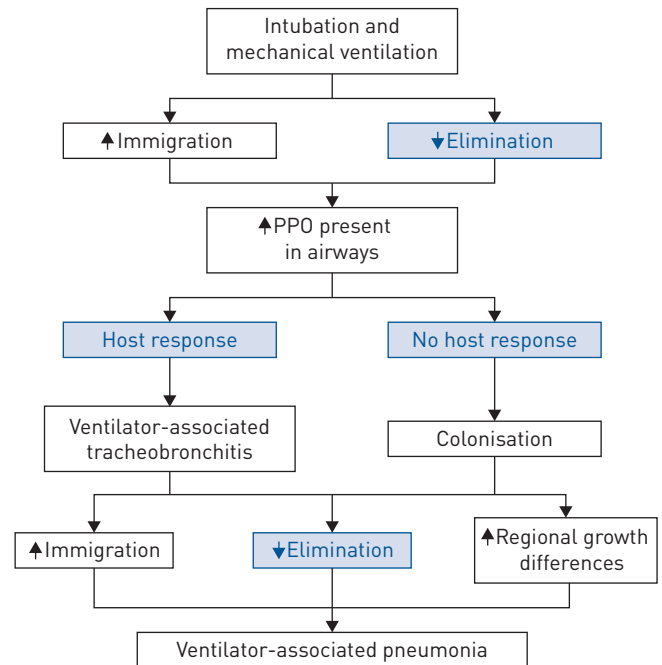 Intubation and
mechanical ventilation
↑Immigration
↓Elimination
↑PPO present
in airways
Host response
No host response
Ventilator-associated
tracheobronchitis
Colonisation
↑Immigration
↓Elimination
↑Regional growth
differences
Ventilator-associated pneumonia